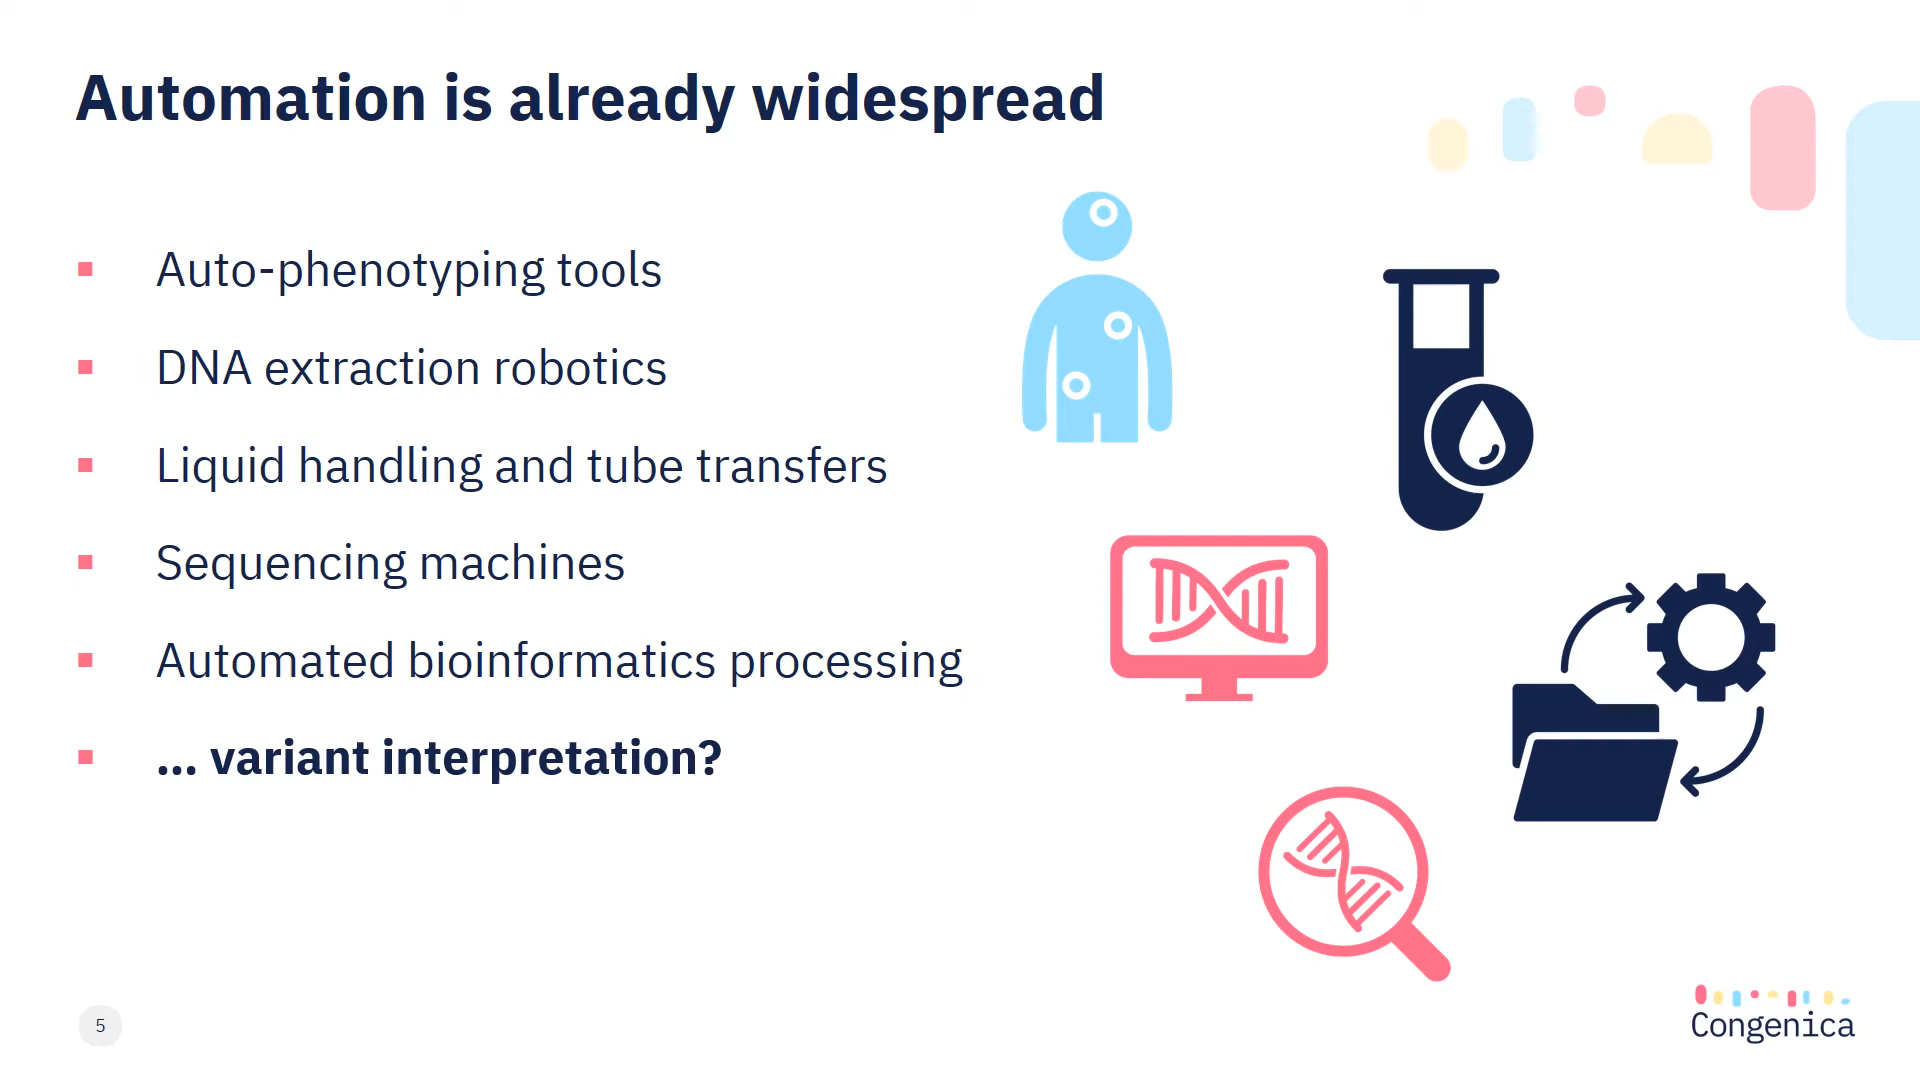 Automation is already widespread
Auto-phenotyping tools
DNA extraction robotics
Liquid handling and tube transfers
Sequencing machines
Automated bioinformatics processing
... variant interpretation?
5
Congenica